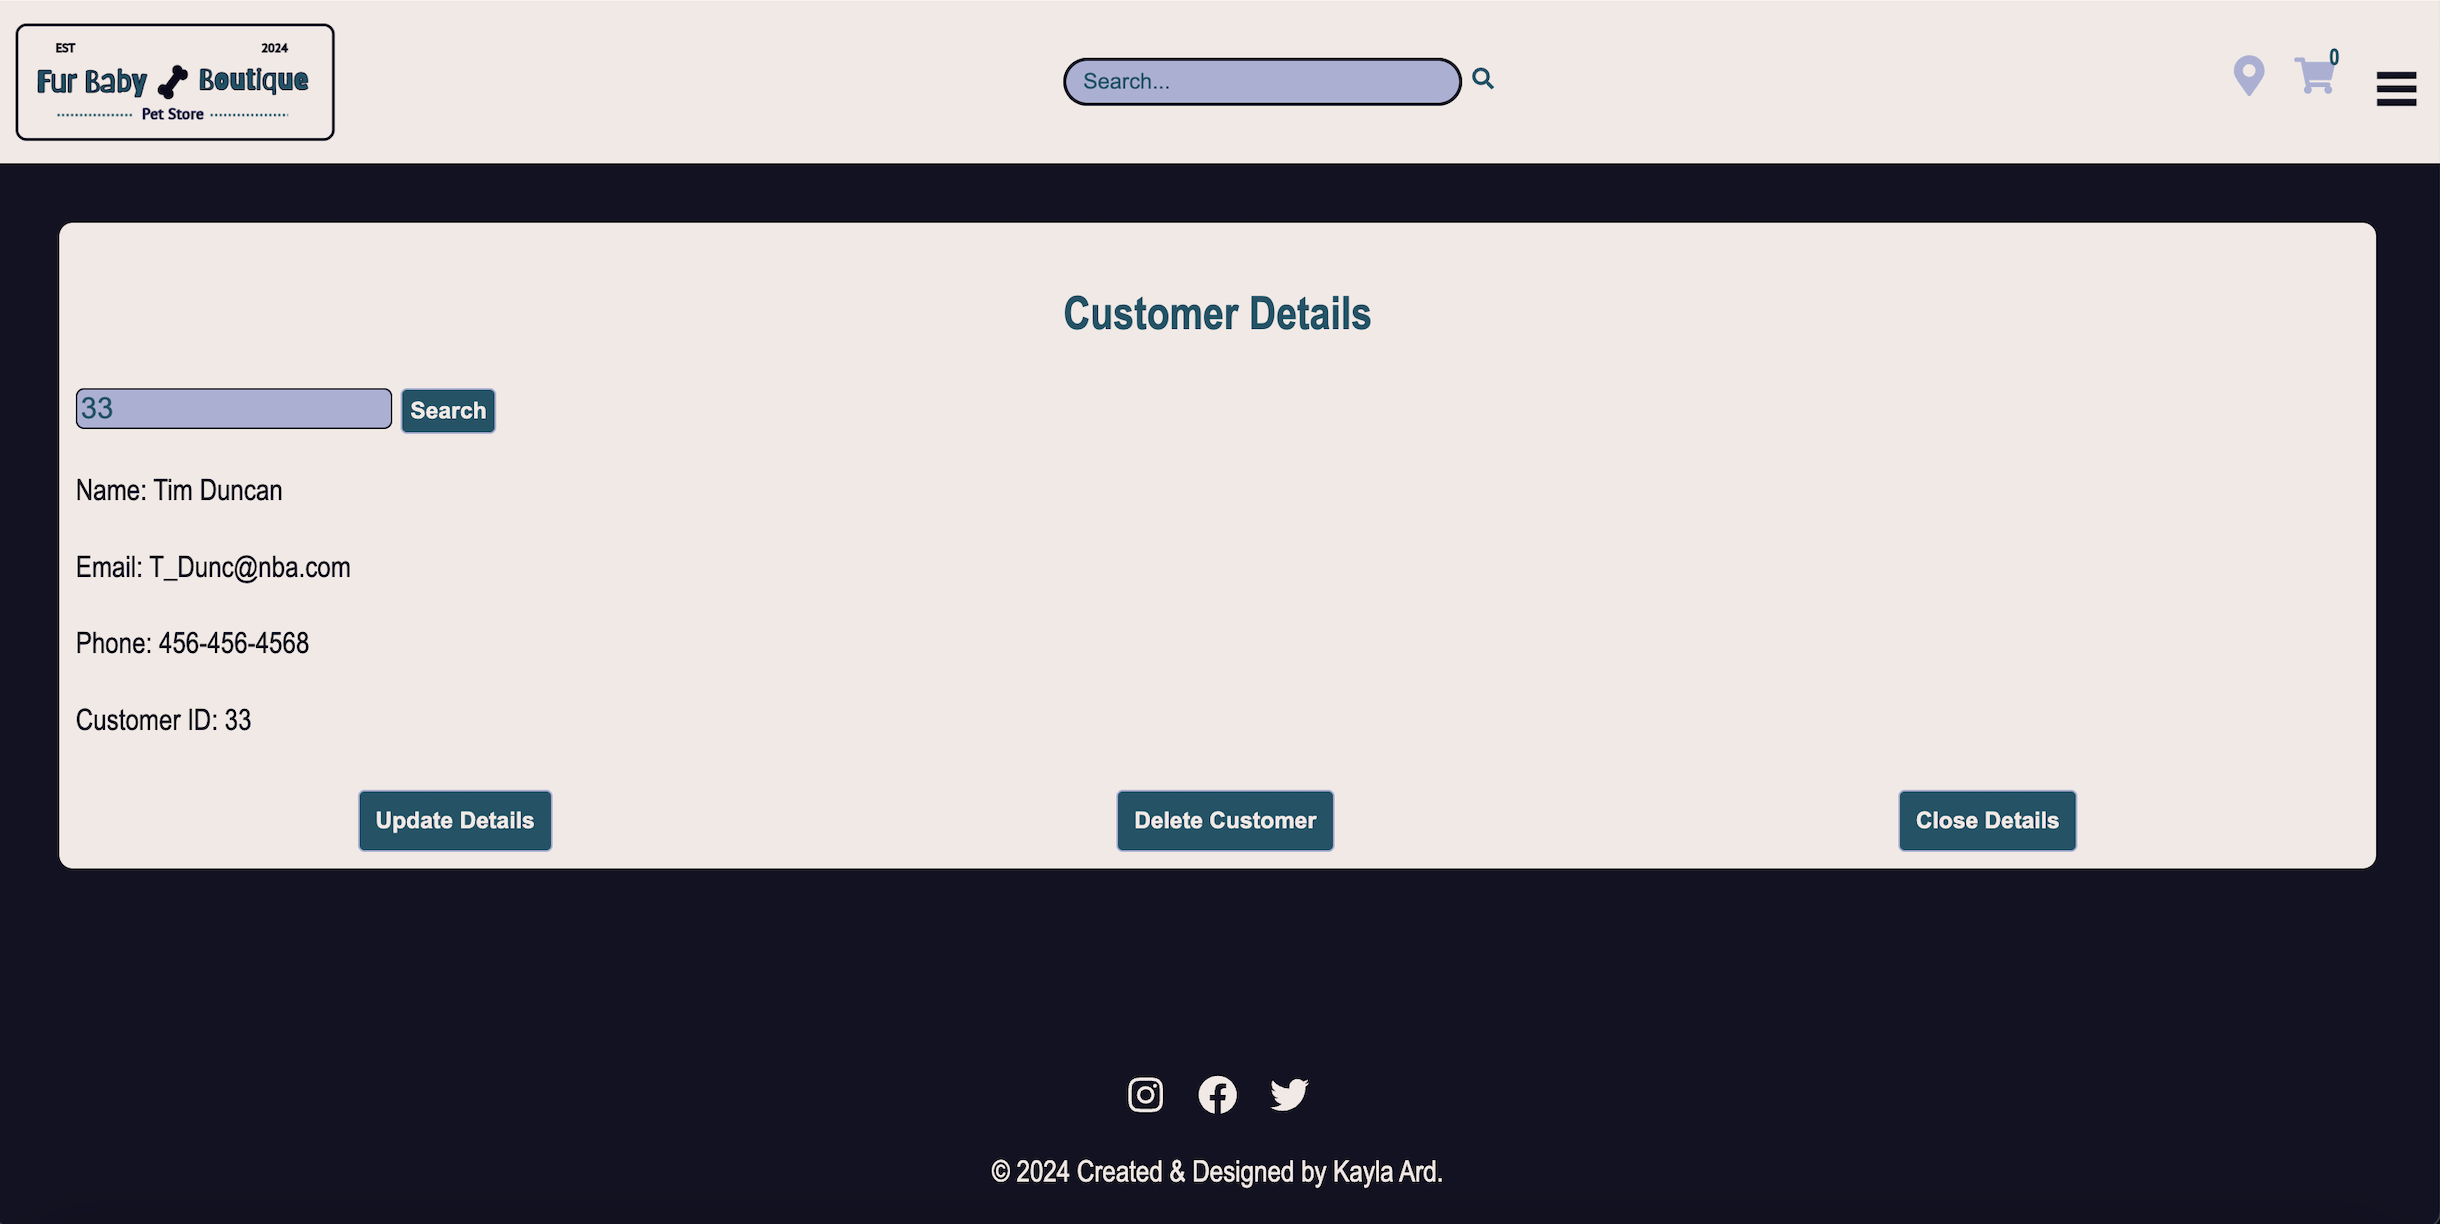 EST 2024
Fur Baby Boutique
Pet Store
Search...
0
Customer Details
33 Search
Name: Tim Duncan
Email: T_Dunc@nba.com
Phone: 456-456-4568
Customer ID: 33
Update Details Delete Customer Close Details
© 2024 Created & Designed by Kayla Ard.